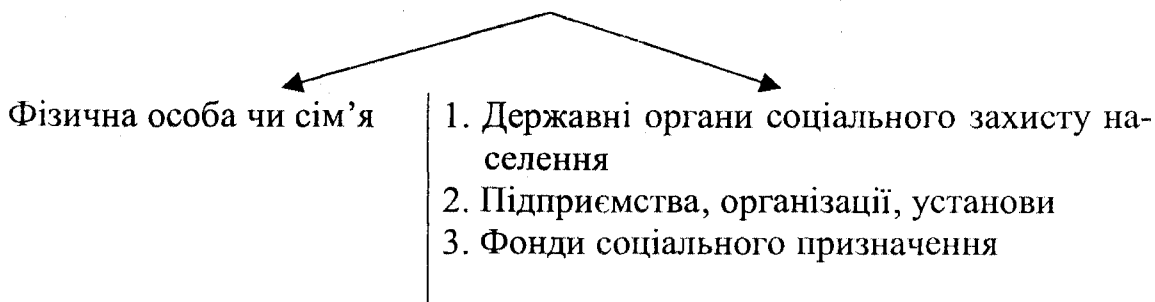 Фізична особа чи сім’я
1. Державні органи соціального захисту на-
селення
2. Підприємства, організації, установи
3. Фонди соціального призначення